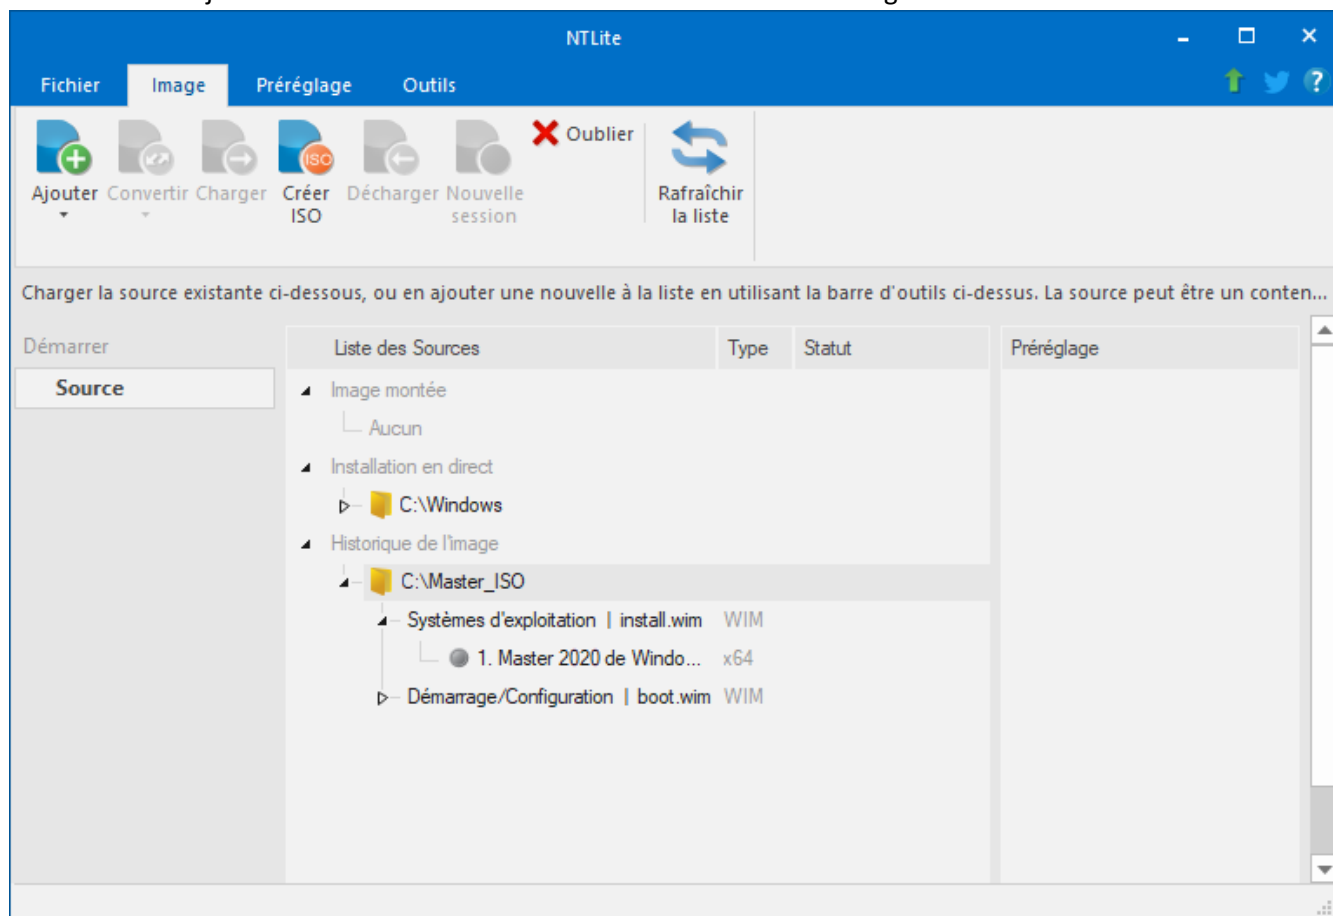 NTLite
Fichier Image Préréglage Outils
Oublier
Ajouter Convertir Charger Créer ISO Décharger Nouvelle session Rafraîchir la liste
ISO
Charger la source existante ci-dessous, ou en ajouter une nouvelle à la liste en utilisant la barre d'outils ci-dessus. La source peut être un conten...
Démarrer Liste des Sources Type Statut Préréglage
Source
Image montée
Aucun
Installation en direct
C:\Windows
Historique de l'image
C:\Master_ISO
Systèmes d'exploitation | install.wim WIM
1. Master 2020 de Windo... x64
Démarrage/Configuration | boot.wim WIM